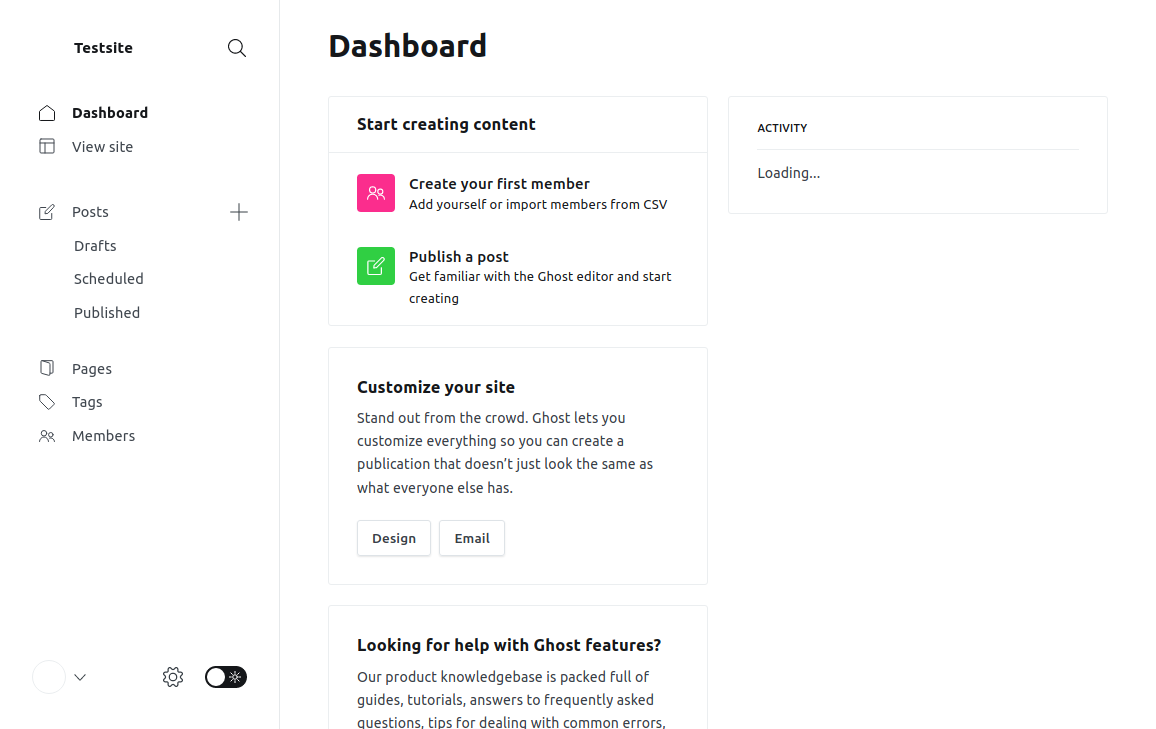 Testsite
Dashboard
View site
Posts
Drafts
Scheduled
Published
Pages
Tags
Members
Dashboard
Start creating content
Create your first member
Add yourself or import members from CSV
Publish a post
Get familiar with the Ghost editor and start
creating
Customize your site
Stand out from the crowd. Ghost lets you
customize everything so you can create a
publication that doesn’t just look the same as
what everyone else has.
Design
Email
Looking for help with Ghost features?
Our product knowledgebase is packed full of
guides, tutorials, answers to frequently asked
questions, tips for dealing with common errors,
ACTIVITY
Loading...